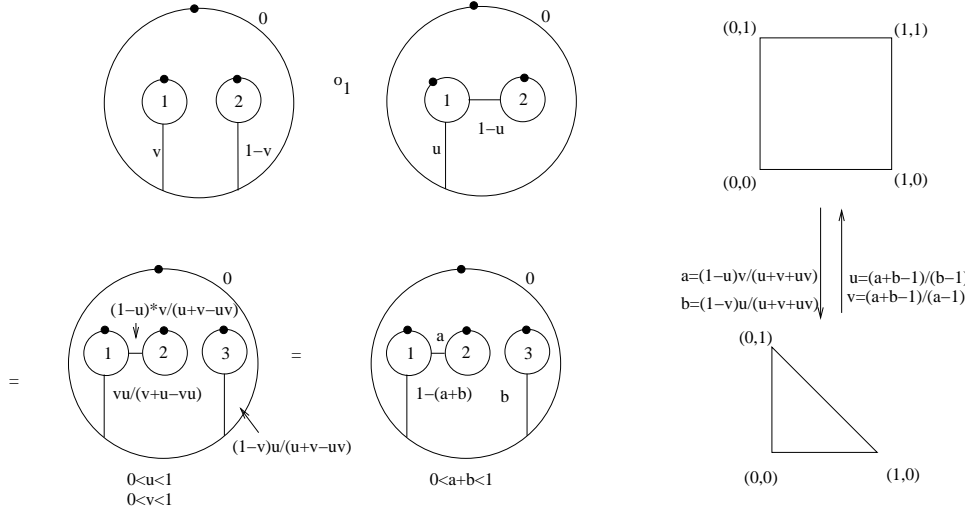 0
1
2
v
1−v
o1
0
1
2
1−u
u
(0,1)
(1,1)
(0,0)
(1,0)
a=(1−u)v/(u+v+uv)
b=(1−v)u/(u+v+uv)
u=(a+b−1)/(b−1)
v=(a+b−1)/(a−1)
=
0
(1−u)*v/(u+v−uv)
1
2
3
vu/(v+u−vu)
(1−v)u/(u+v−uv)
0<u<1
0<v<1
=
0
1
a
2
3
1−(a+b)
b
0<a+b<1
(0,1)
(0,0)
(1,0)